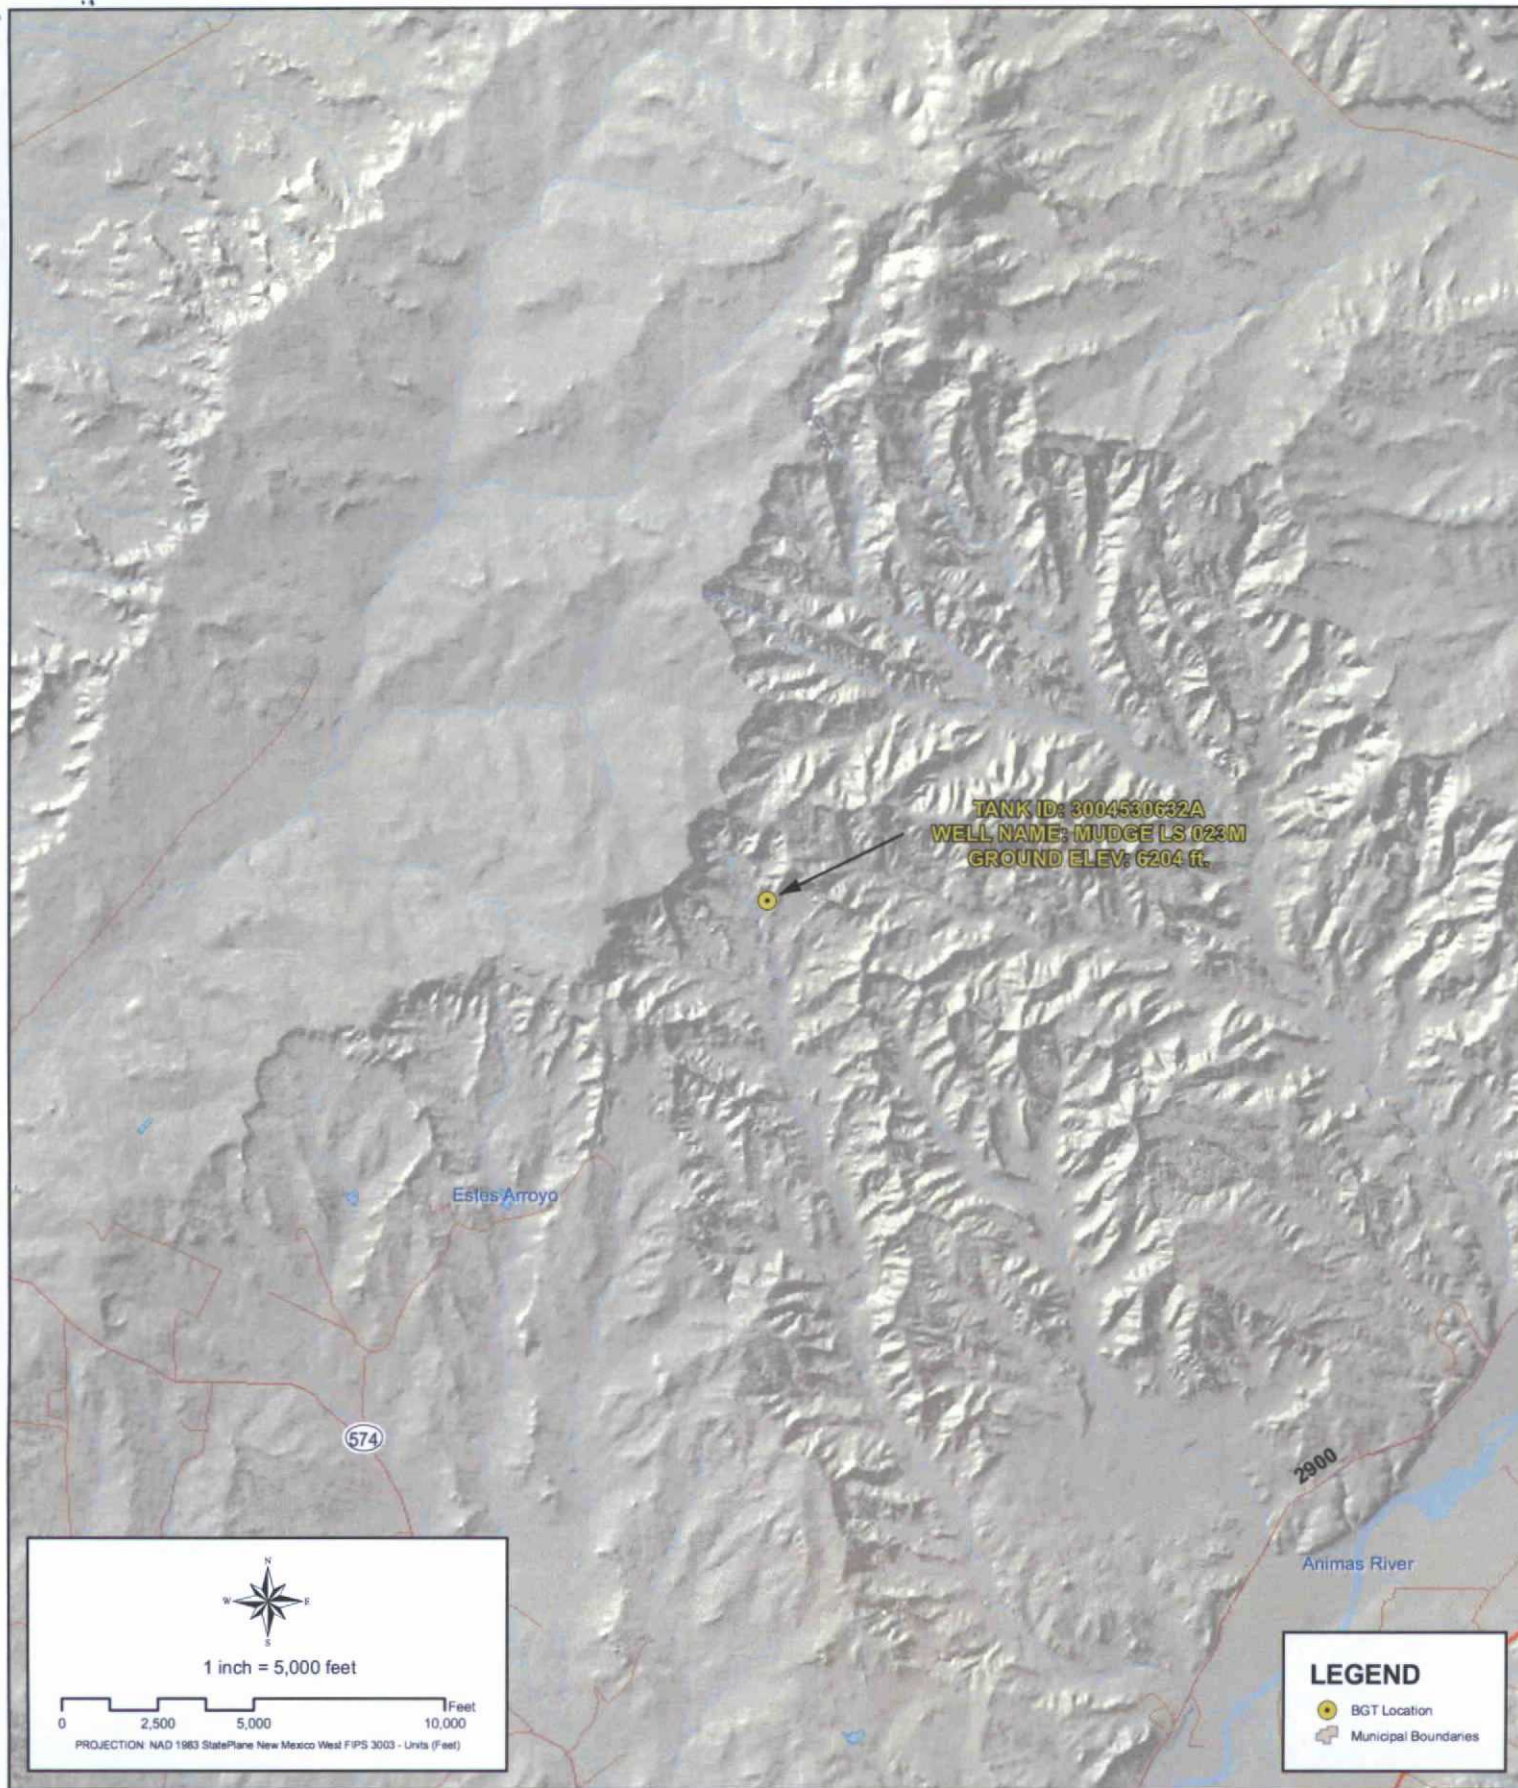 TANK ID: 3004530632A
WELL NAME: MUDGE LS 023M
GROUND ELEV: 6204 ft.
Estes Arroyo
574
2900
Animas River
N
W E
S
1 inch = 5,000 feet
Feet
0 2,500 5,000 10,000
PROJECTION: NAD 1983 StatePlane New Mexico West FIPS 3003 - Units (Feet)
LEGEND
BGT Location
Municipal Boundaries